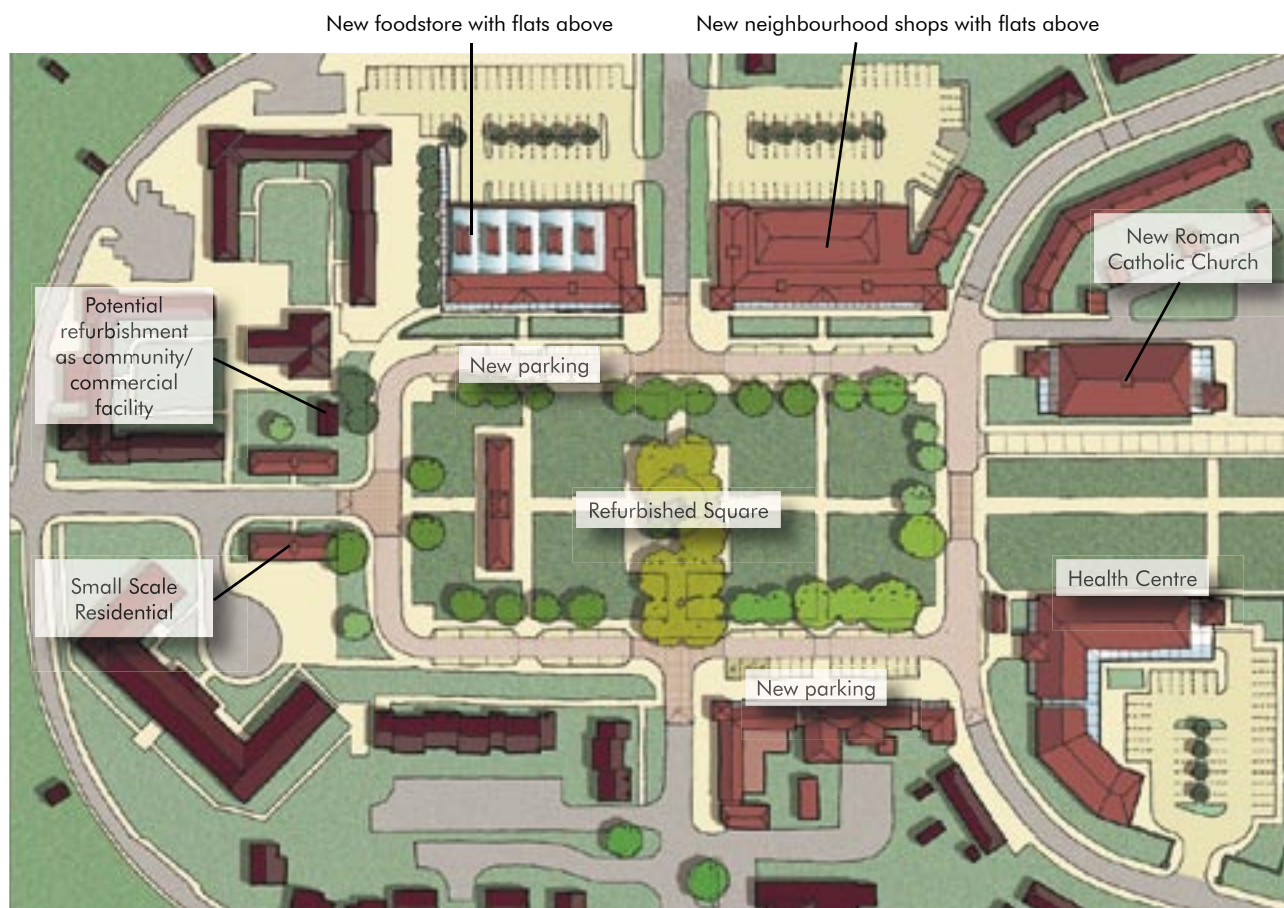 New foodstore with flats above
New neighbourhood shops with flats above
New Roman
Catholic Church
Potential
refurbishment
as community/
commercial
facility
New parking
Refurbished Square
Small Scale
Residential
Health Centre
New parking